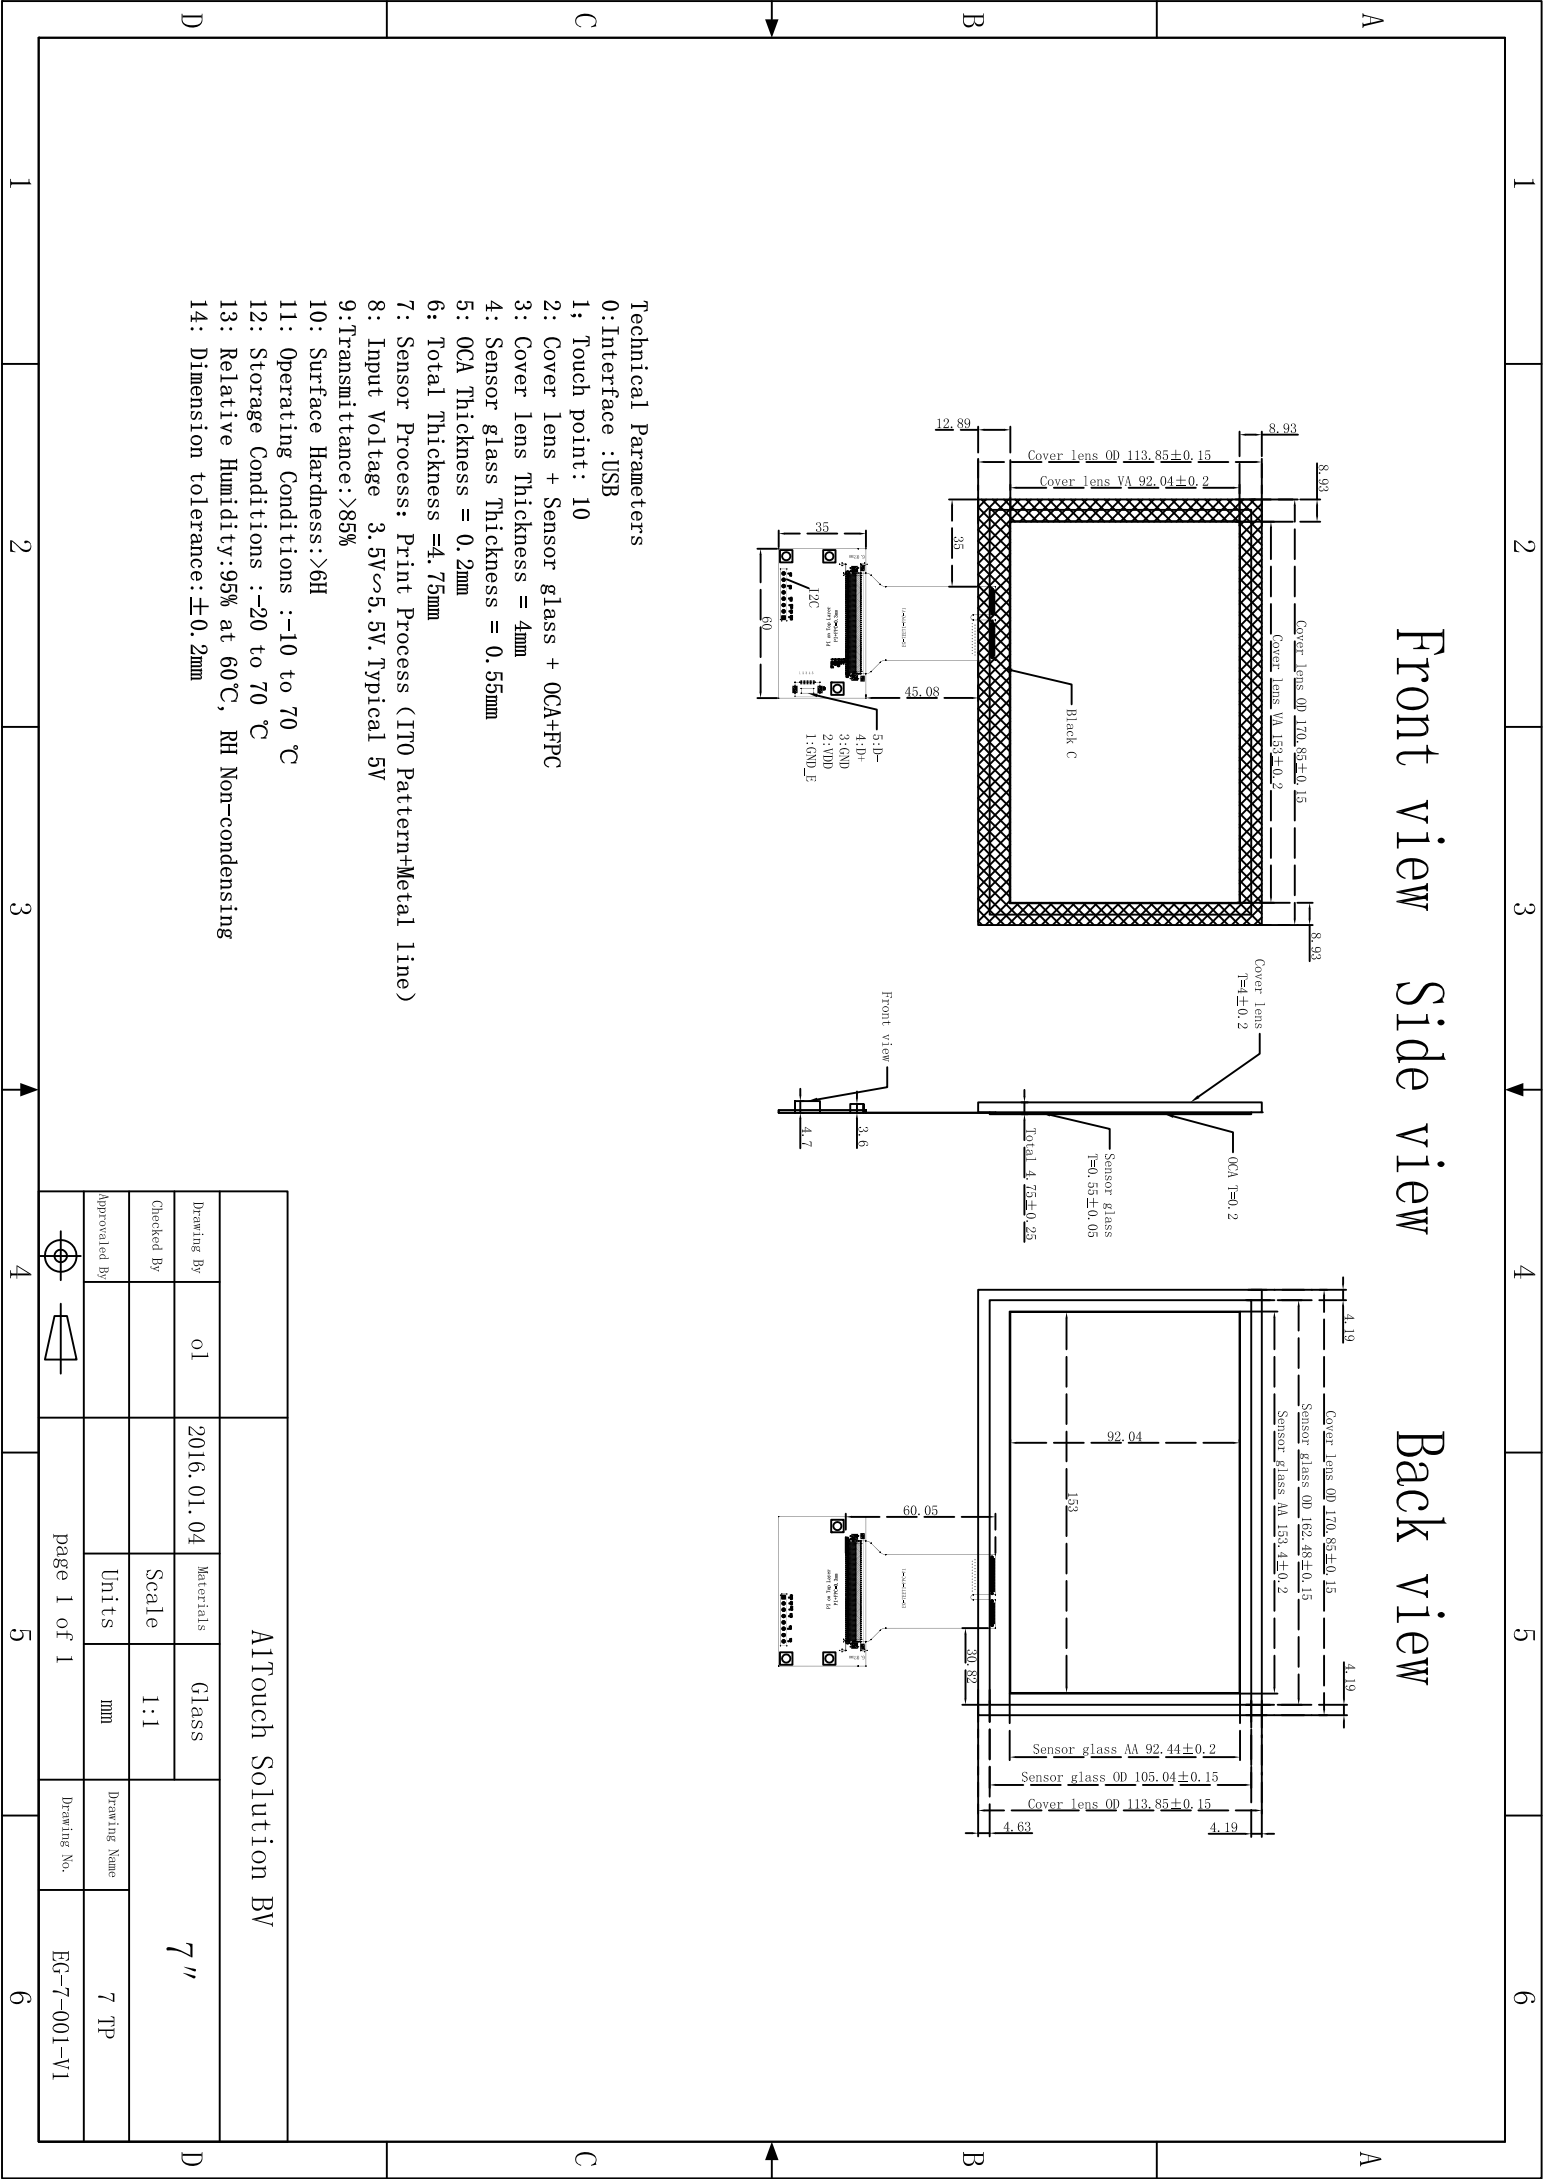 Front view
Side view
Back view
1
2
3
4
5
6
A
B
C
D
Cover lens OD 170.85±0.15
Cover lens VA 153±0.2
8.93
8.93
8.93
12.89
Cover lens OD 113.85±0.15
Cover lens VA 92.04±0.2
35
35
60
45.08
I2C
Black C
5:D-
4:D+
3:GND
2:VDD
1:GND_E
Cover lens
T=4±0.2
OCA T=0.2
Sensor glass
T=0.55±0.05
Total 4.75±0.25
Front view
3.6
4.7
4.19
4.19
Cover lens OD 170.85±0.15
Sensor glass OD 162.48±0.15
Sensor glass AA 153.4±0.2
92.04
153
60.05
30.82
Sensor glass AA 92.44±0.2
Sensor glass OD 105.04±0.15
Cover lens OD 113.85±0.15
4.63
4.19
Technical Parameters
0:Interface :USB
1; Touch point: 10
2: Cover lens + Sensor glass + OCA+FPC
3: Cover lens Thickness = 4mm
4: Sensor glass Thickness = 0.55mm
5: OCA Thickness = 0.2mm
6: Total Thickness =4.75mm
7: Sensor Process: Print Process (ITO Pattern+Metal line)
8: Input Voltage 3.5V~5.5V.Typical 5V
9:Transmittance:>85%
10: Surface Hardness:>6H
11: Operating Conditions :-10 to 70 ℃
12: Storage Conditions :-20 to 70 ℃
13: Relative Humidity:95% at 60℃, RH Non-condensing
14: Dimension tolerance:±0.2mm
A1Touch Solution BV
Drawing By
ol
2016.01.04
Materials
Glass
7"
Checked By
Scale
1:1
Approvaled By
Units
mm
Drawing Name
7 TP
page 1 of 1
Drawing No.
EG-7-001-V1
1
2
3
4
5
6
A
B
C
D